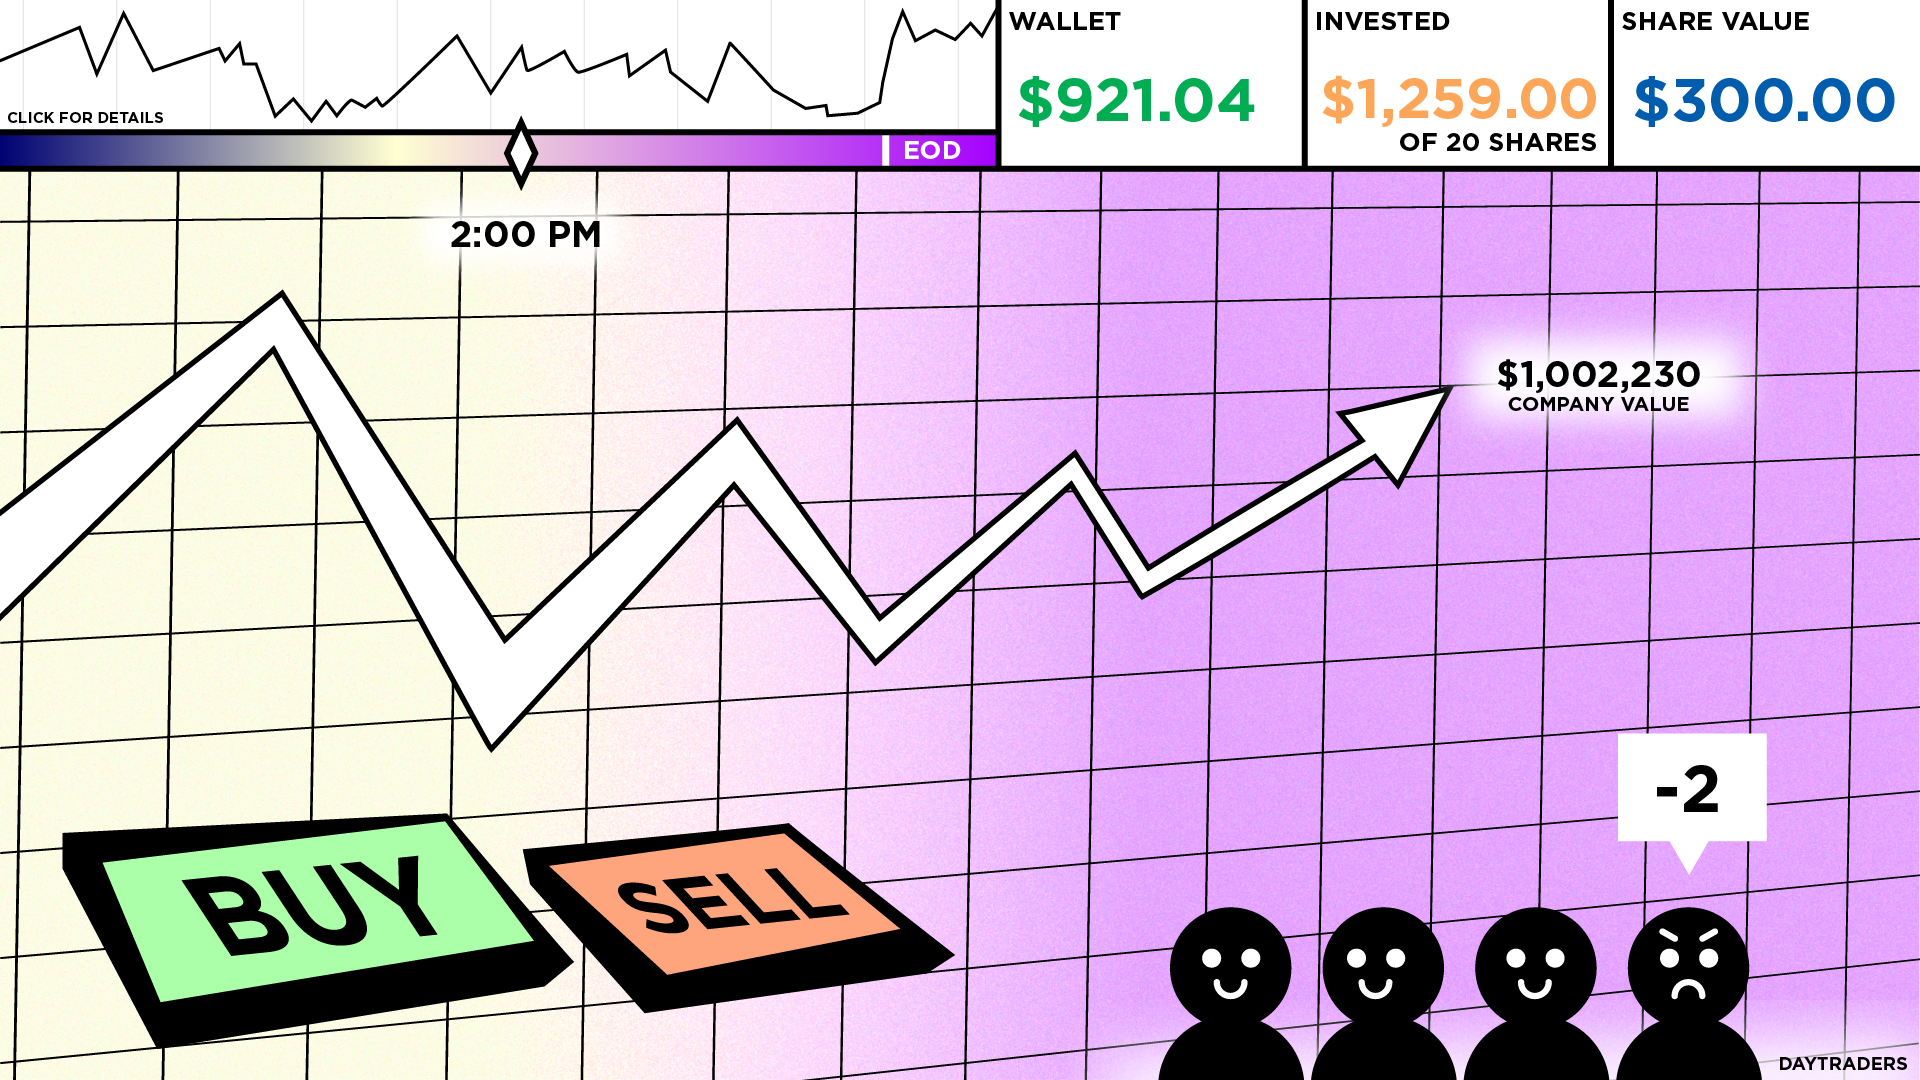 CLICK FOR DETAILS
EOD
WALLET
$921.04
INVESTED
$1,259.00
OF 20 SHARES
SHARE VALUE
$300.00
2:00 PM
$1,002,230
COMPANY VALUE
-2
BUY
SELL
DAYTRADERS